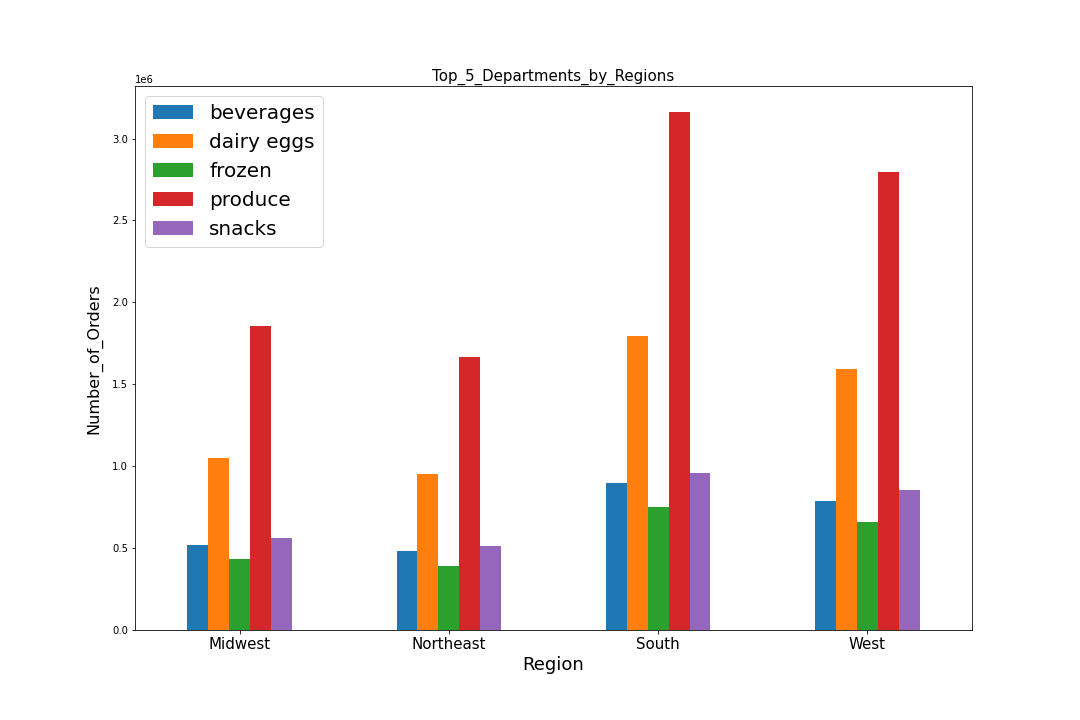 Top_5_Departments_by_Regions
1e6
beverages
dairy eggs
frozen
produce
snacks
3.0
2.5
2.0
1.5
1.0
0.5
0.0
Number_of_Orders
Midwest Northeast South West
Region